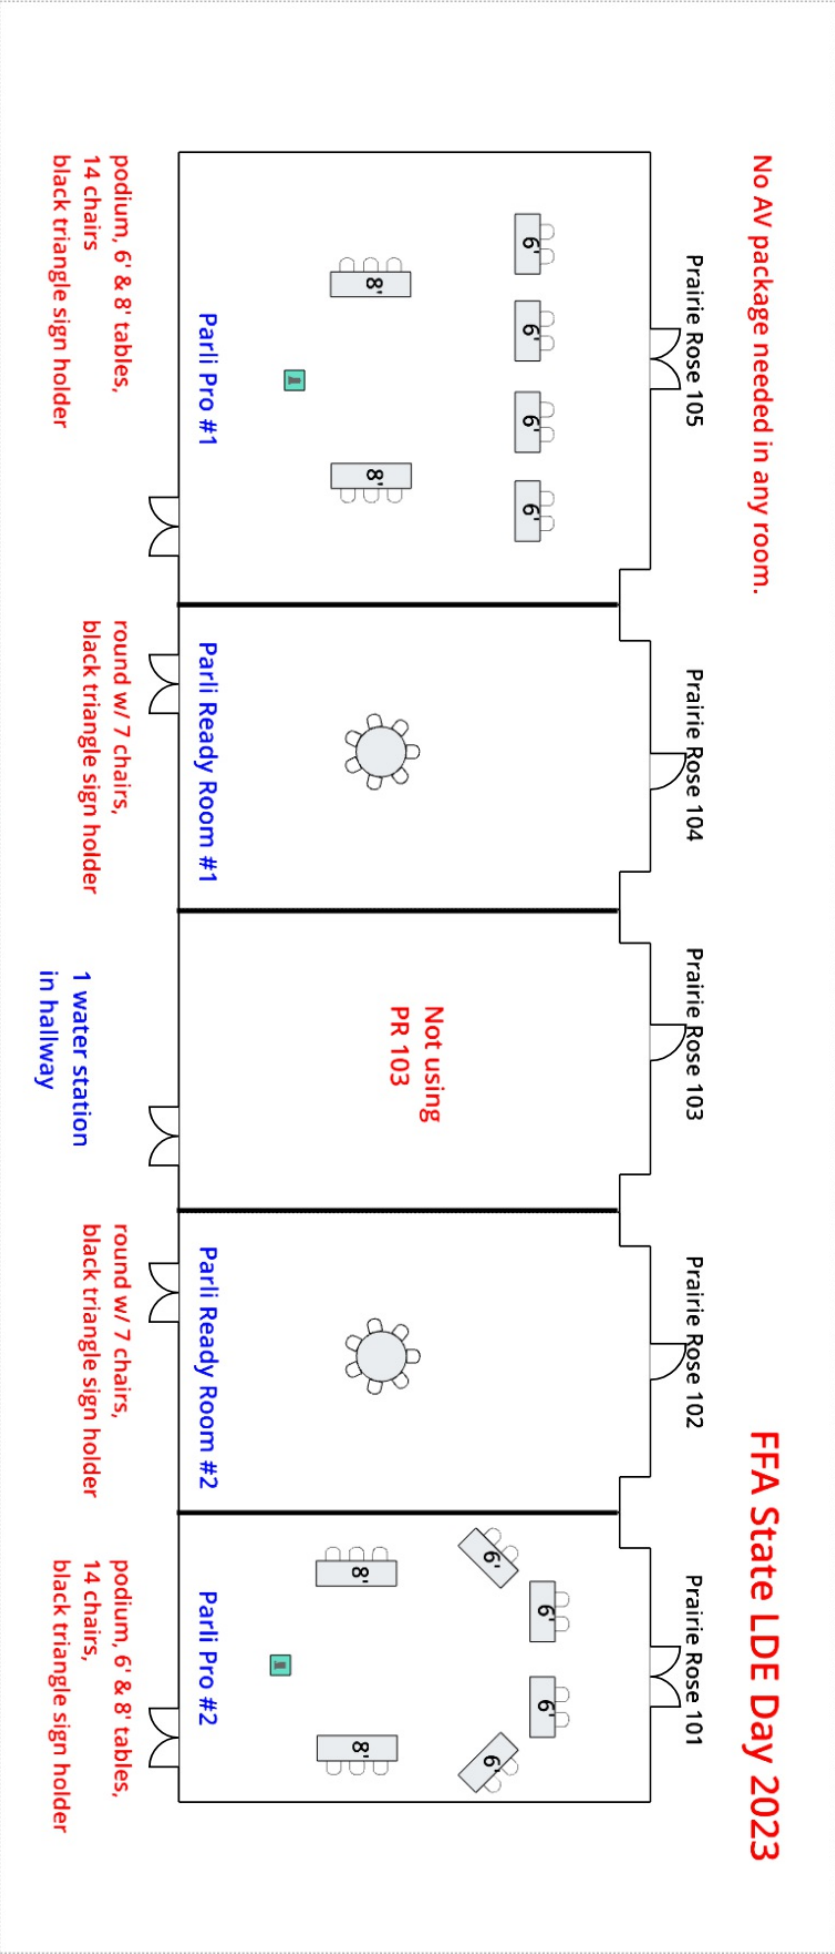 FFA State LDE Day 2023
No AV package needed in any room.
Prairie Rose 105
6'
6'
6'
6'
8'
8'
Parli Pro #1
podium, 6' & 8' tables,
14 chairs
black triangle sign holder
Prairie Rose 104
Parli Ready Room #1
round w/ 7 chairs,
black triangle sign holder
Prairie Rose 103
Not using
PR 103
1 water station
in hallway
Prairie Rose 102
Parli Ready Room #2
round w/ 7 chairs,
black triangle sign holder
Prairie Rose 101
6'
6'
6'
6'
8'
8'
Parli Pro #2
podium, 6' & 8' tables,
14 chairs,
black triangle sign holder